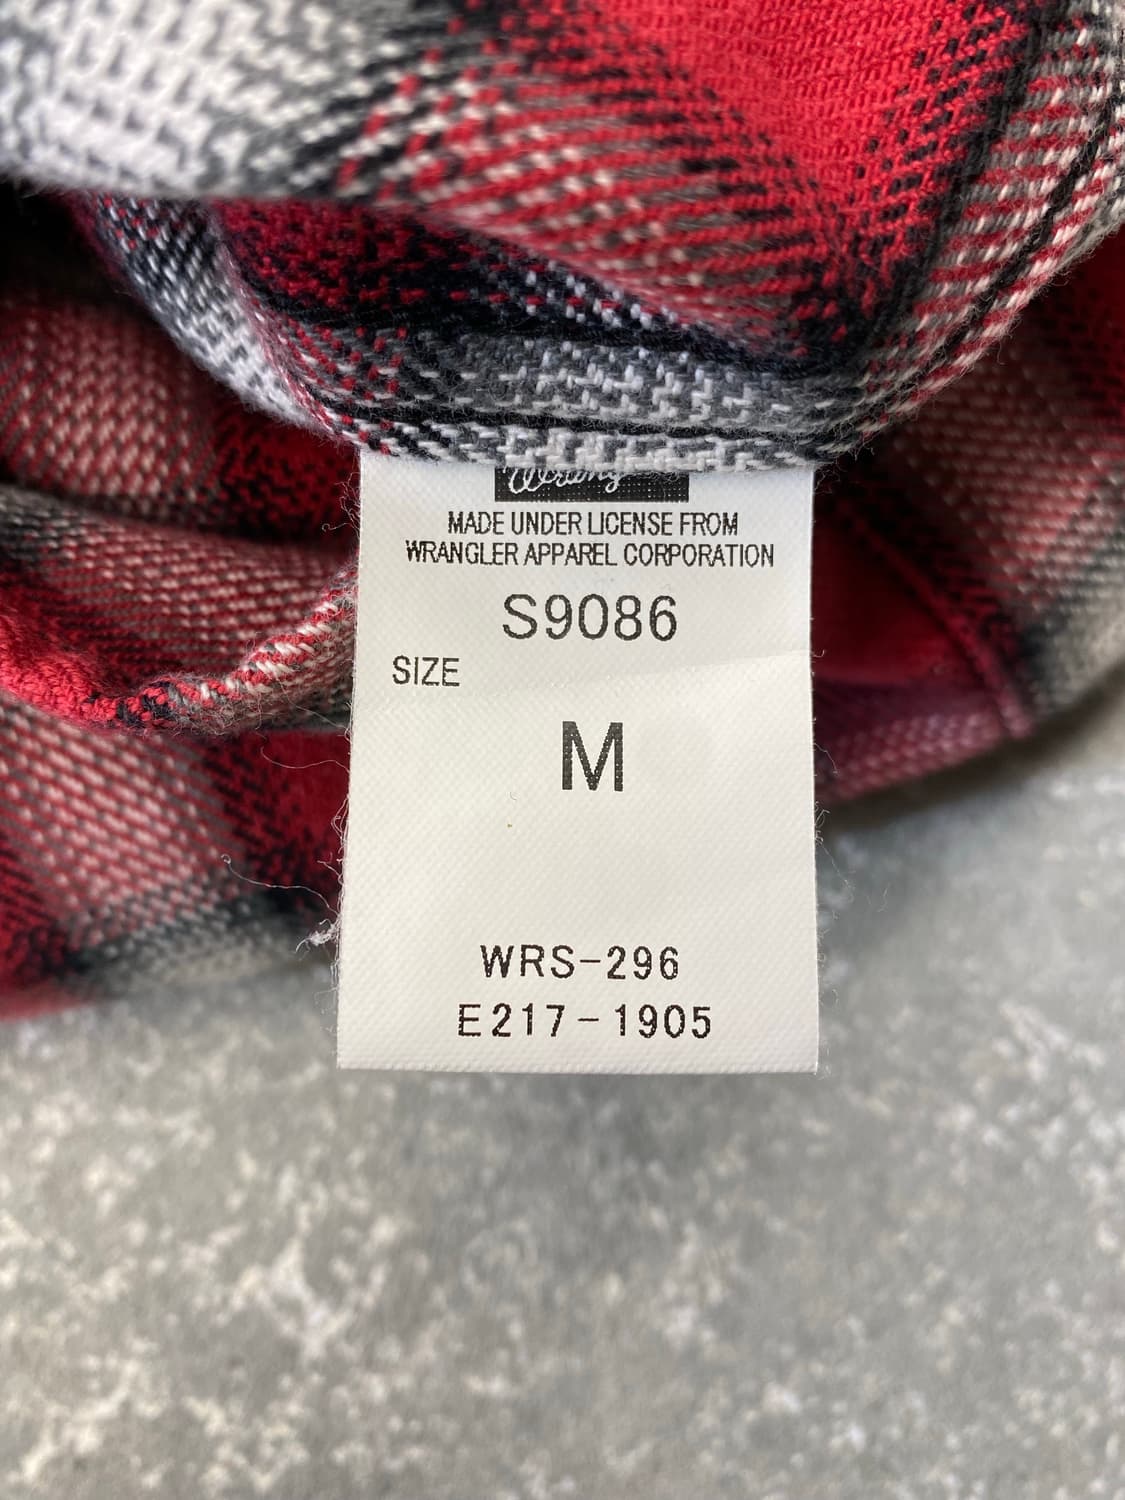 MADE UNDER LICENSE FROM
WRANGLER APPAREL CORPORATION
S9086
SIZE
M
WRS-296
E217-1905